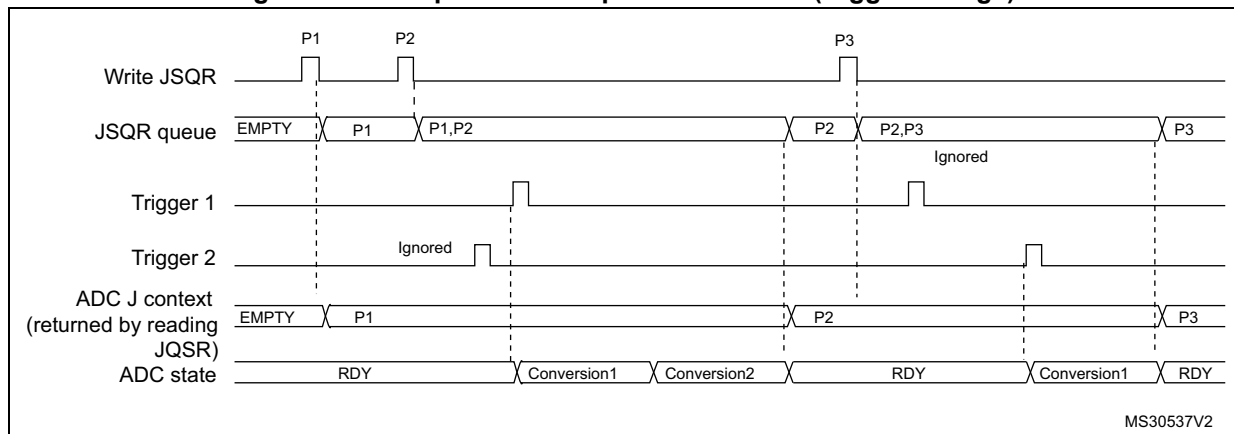 P1 P2 P3
Write JSQR
JSQR queue EMPTY P1 P1,P2 P2 P2,P3 P3
Ignored
Trigger 1
Ignored
Trigger 2
ADC J context
(returned by reading EMPTY P1 P2 P3
JQSR)
ADC state RDY Conversion1 Conversion2 RDY Conversion1 RDY
MS30537V2